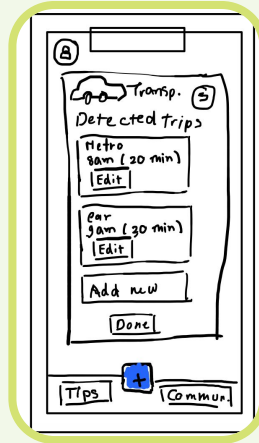 8
Transp.
3
Detected trips
Metro
8am (20 min)
Edit
Car
9am (30 min)
Edit
Add new
Done
+
Tips
Commun.